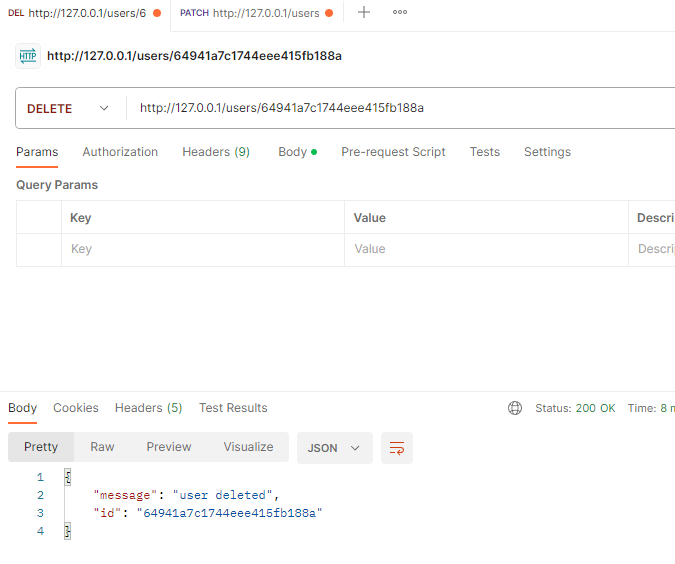 DEL http://127.0.0.1/users/6 PATCH http://127.0.0.1/users
HTTP http://127.0.0.1/users/64941a7c1744eee415fb188a
DELETE http://127.0.0.1/users/64941a7c1744eee415fb188a
Params Authorization Headers (9) Body Pre-request Script Tests Settings
Query Params
Key Value Descri
Key Value Descri
Body Cookies Headers (5) Test Results Status: 200 OK Time: 8 m
Pretty Raw Preview Visualize JSON
1 {
2 "message": "user deleted",
3 "id": "64941a7c1744eee415fb188a"
4 }